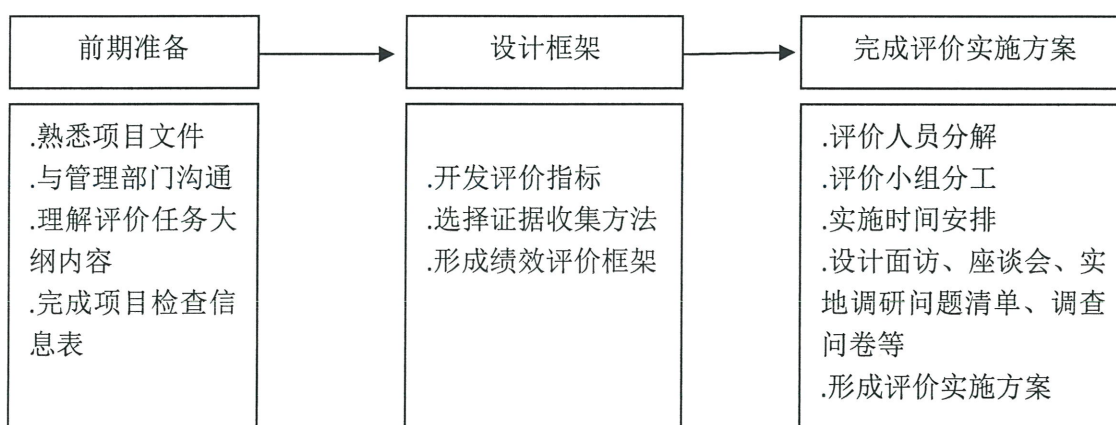 前期准备
设计框架
完成评价实施方案
.熟悉项目文件
.与管理部门沟通
.理解评价任务大
纲内容
.完成项目检查信
息表
.开发评价指标
.选择证据收集方法
.形成绩效评价框架
.评价人员分解
.评价小组分工
.实施时间安排
.设计面访、座谈会、实
地调研问题清单、调查
问卷等
.形成评价实施方案